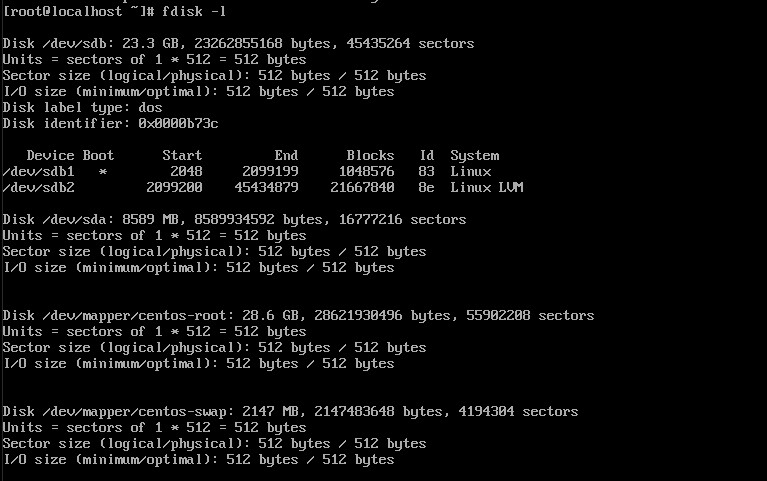 [root@localhost ~]# fdisk -l
Disk /dev/sdb: 23.3 GB, 23262855168 bytes, 45435264 sectors
Units = sectors of 1 * 512 = 512 bytes
Sector size (logical/physical): 512 bytes / 512 bytes
I/O size (minimum/optimal): 512 bytes / 512 bytes
Disk label type: dos
Disk identifier: 0x0000b73c
Device Boot Start End Blocks Id System
/dev/sdb1 * 2048 2099199 1048576 83 Linux
/dev/sdb2 2099200 45434879 21667840 8e Linux LVM
Disk /dev/sda: 8589 MB, 8589934592 bytes, 16777216 sectors
Units = sectors of 1 * 512 = 512 bytes
Sector size (logical/physical): 512 bytes / 512 bytes
I/O size (minimum/optimal): 512 bytes / 512 bytes
Disk /dev/mapper/centos-root: 28.6 GB, 28621930496 bytes, 55902208 sectors
Units = sectors of 1 * 512 = 512 bytes
Sector size (logical/physical): 512 bytes / 512 bytes
I/O size (minimum/optimal): 512 bytes / 512 bytes
Disk /dev/mapper/centos-swap: 2147 MB, 2147483648 bytes, 4194304 sectors
Units = sectors of 1 * 512 = 512 bytes
Sector size (logical/physical): 512 bytes / 512 bytes
I/O size (minimum/optimal): 512 bytes / 512 bytes